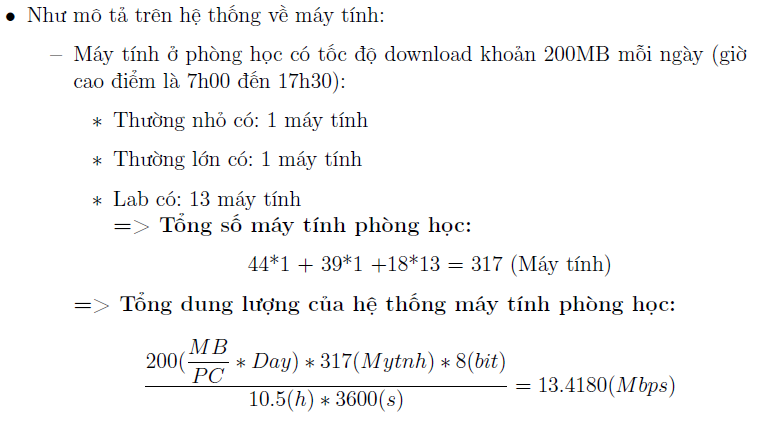 • Như mô tả trên hệ thống về máy tính:
– Máy tính ở phòng học có tốc độ download khoản 200MB mỗi ngày (giờ
cao điểm là 7h00 đến 17h30):
* Thường nhỏ có: 1 máy tính
* Thường lớn có: 1 máy tính
* Lab có: 13 máy tính
=> Tổng số máy tính phòng học:
44*1 + 39*1 +18*13 = 317 (Máy tính)
=> Tổng dung lượng của hệ thống máy tính phòng học:
\frac{200(\frac{MB}{PC} * Day) * 317(Mytnh) * 8(bit)}{10.5(h) * 3600(s)} = 13.4180(Mbps)